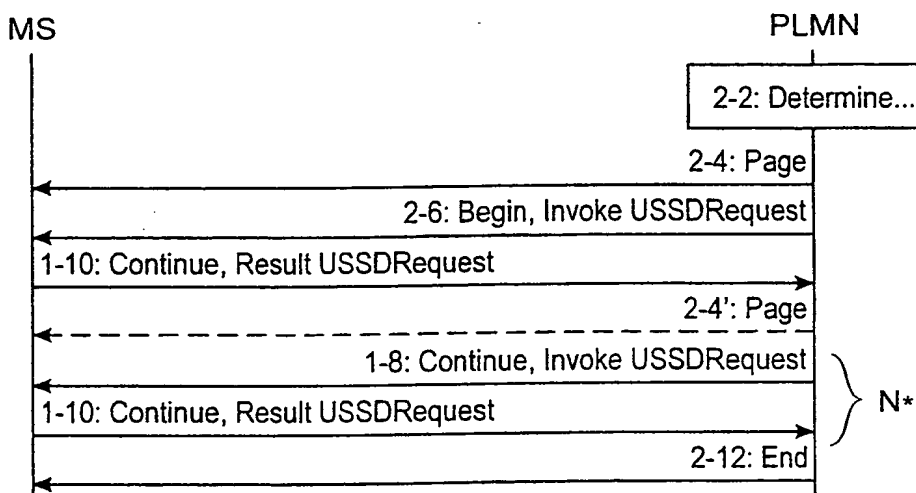 MS
PLMN
2-2: Determine...
2-4: Page
2-6: Begin, Invoke USSDRequest
1-10: Continue, Result USSDRequest
2-4': Page
1-8: Continue, Invoke USSDRequest
1-10: Continue, Result USSDRequest
N*
2-12: End